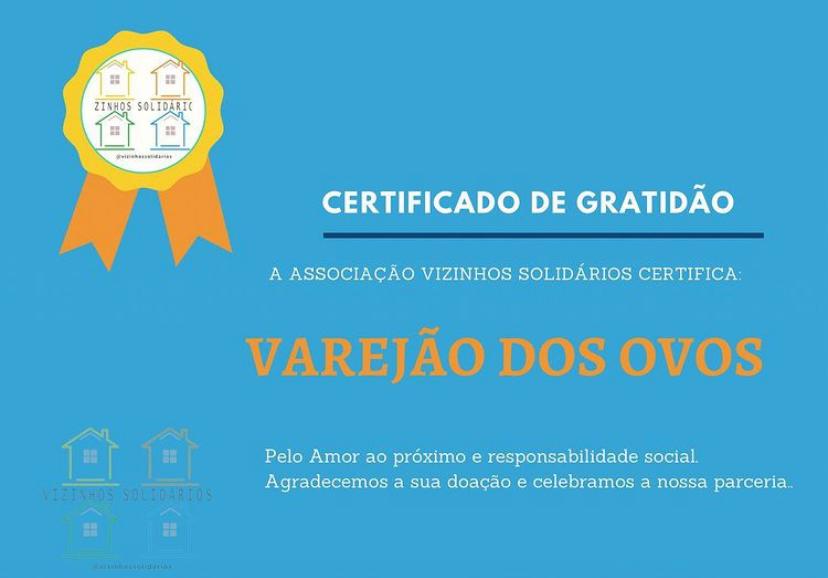 ZINHOS SOLIDÁRIC
@vizinhossolidarios
CERTIFICADO DE GRATIDÃO
A ASSOCIAÇÃO VIZINHOS SOLIDÁRIOS CERTIFICA:
VAREJÃO DOS OVOS
Pelo Amor ao próximo e responsabilidade social.
Agradecemos a sua doação e celebramos a nossa parceria..
VIZINHOS SOLIDÁRIOS
@vizinhossolidarios